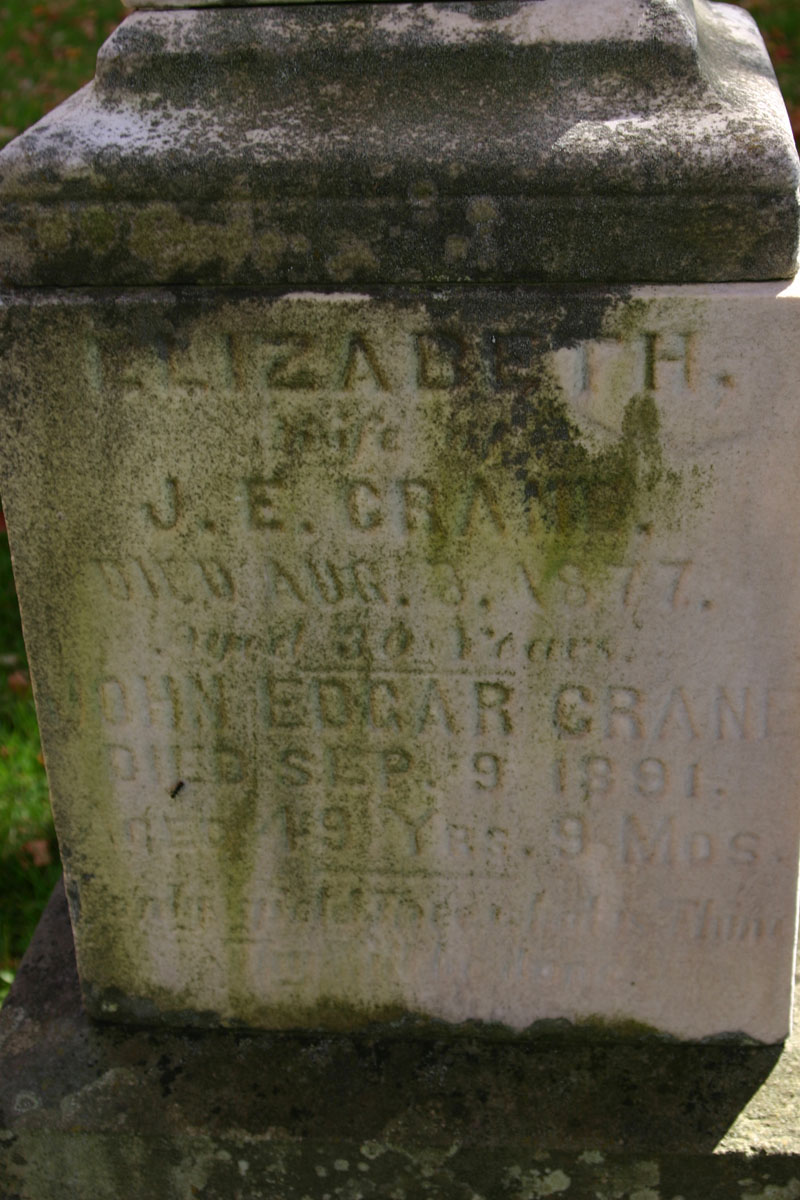 ELIZABETH.
Wife of
J. E. CRANE.
DIED AUG. 3, 1877.
Aged 30 Years.
JOHN EDGAR CRANE
DIED SEP. 9 1891.
AGED 49 YRS. 9 MOS.